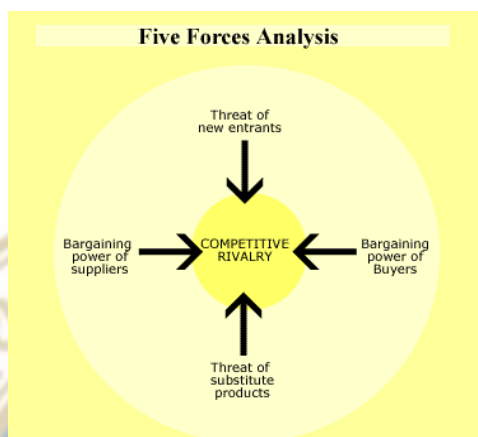 Five Forces Analysis
Threat of
new entrants
Bargaining
power of
suppliers
COMPETITIVE
RIVALRY
Bargaining
power of
Buyers
Threat of
substitute
products